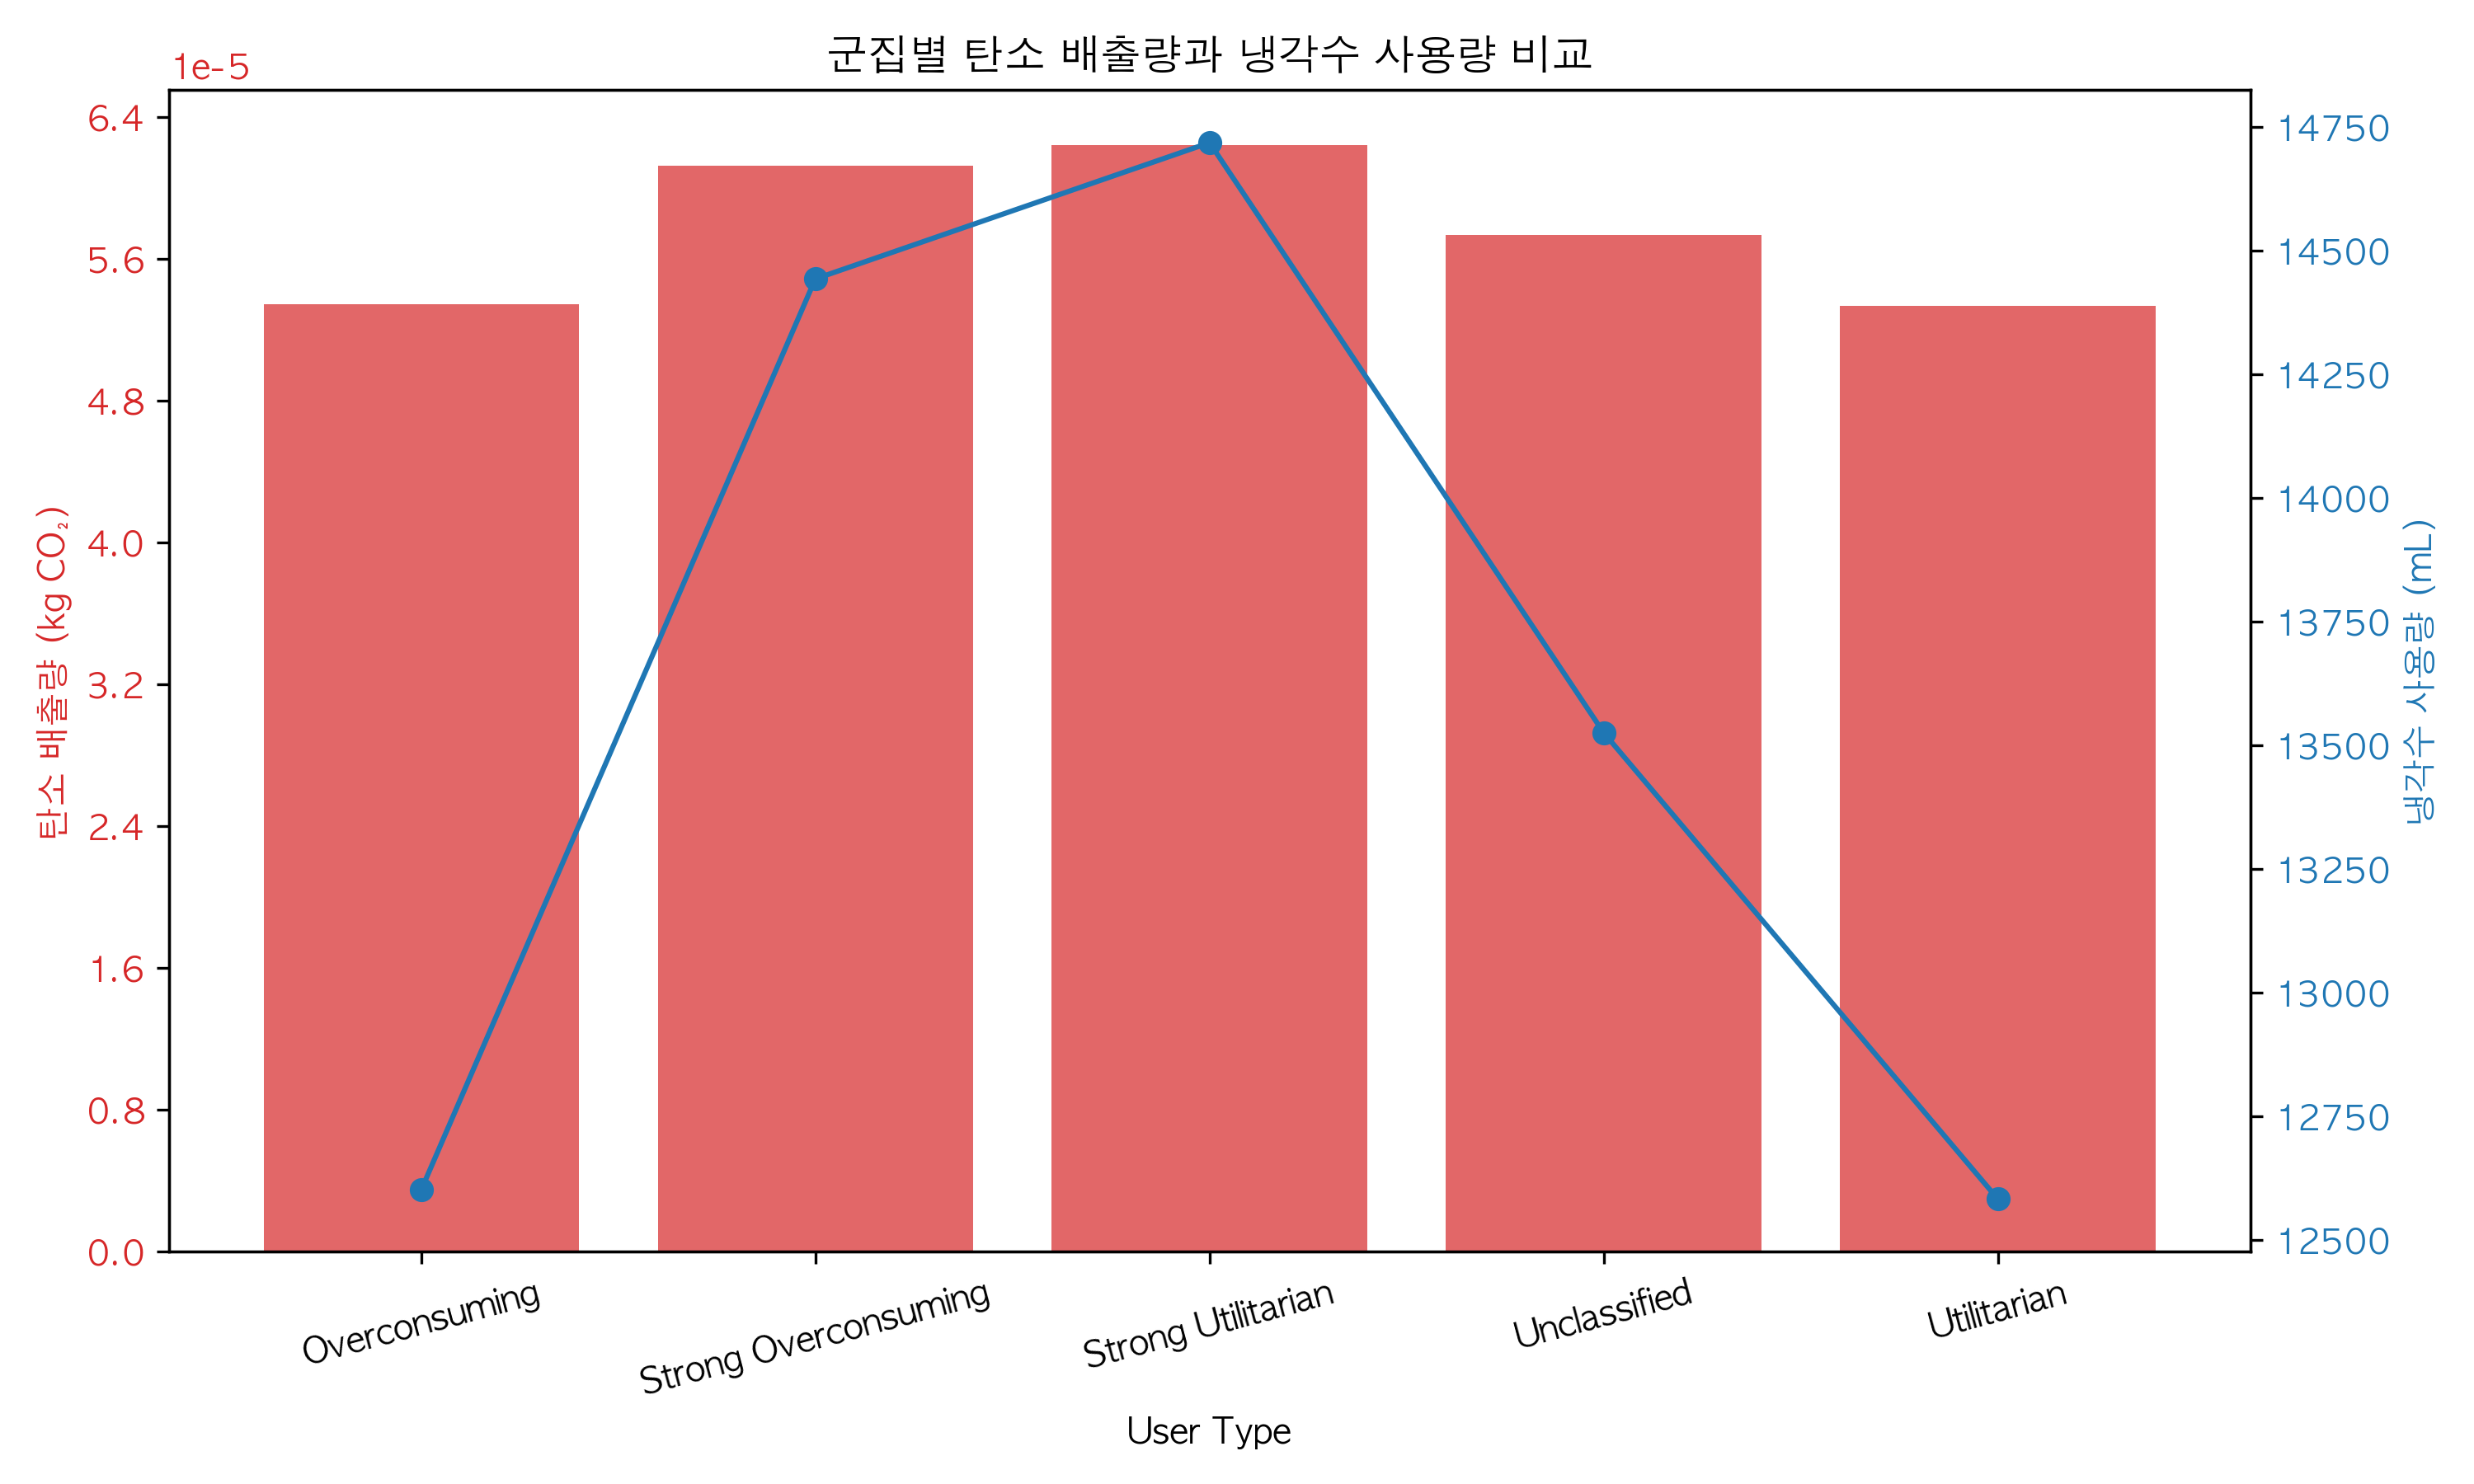 군집별 탄소 배출량과 냉각수 사용량 비교
1e-5
6.4
5.6
4.8
4.0
3.2
2.4
1.6
0.8
0.0
탄소 배출량 (kg CO₂)
14750
14500
14250
14000
13750
13500
13250
13000
12750
12500
냉각수 사용량 (mL)
Overconsuming
Strong Overconsuming
Strong Utilitarian
Unclassified
Utilitarian
User Type